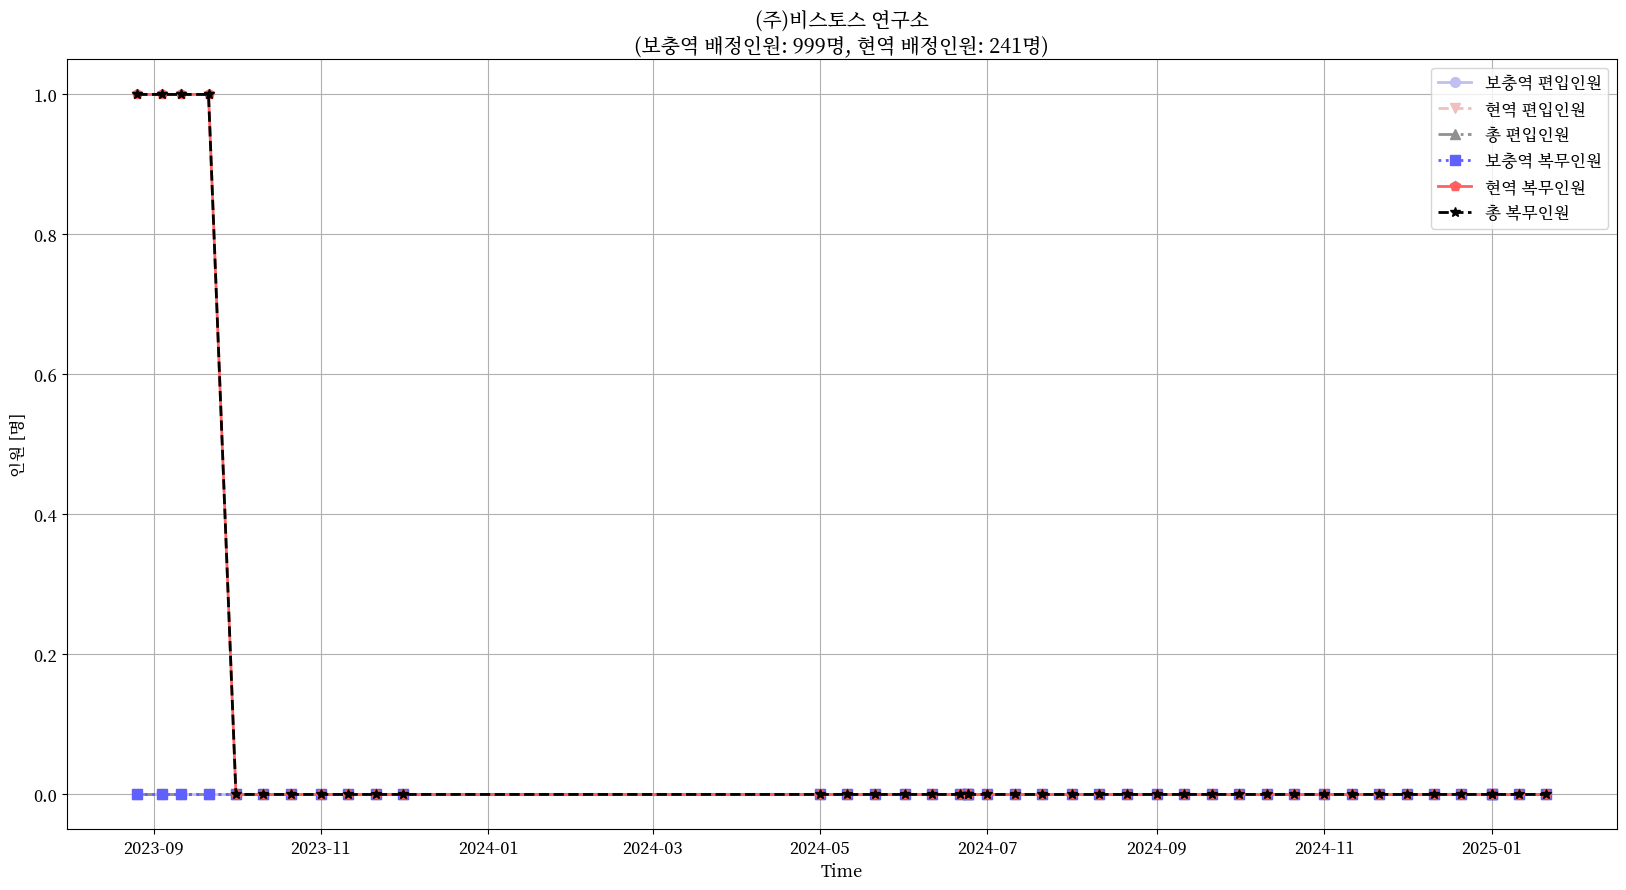 (주)비스토스 연구소
(보충역 배정인원: 999명, 현역 배정인원: 241명)
보충역 편입인원
현역 편입인원
총 편입인원
보충역 복무인원
현역 복무인원
총 복무인원
인원 [명]
1.0
0.8
0.6
0.4
0.2
0.0
2023-09 2023-11 2024-01 2024-03 2024-05 2024-07 2024-09 2024-11 2025-01
Time